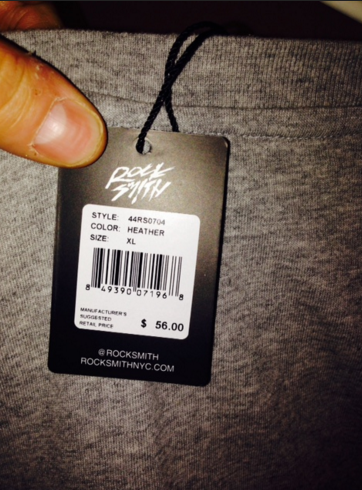 ROCK
SMITH
STYLE: 44RS0704
COLOR: HEATHER
SIZE: XL
8 49390 07196 8
MANUFACTURER'S
SUGGESTED
RETAIL PRICE $ 56.00
@ROCKSMITH
ROCKSMITHNYC.COM